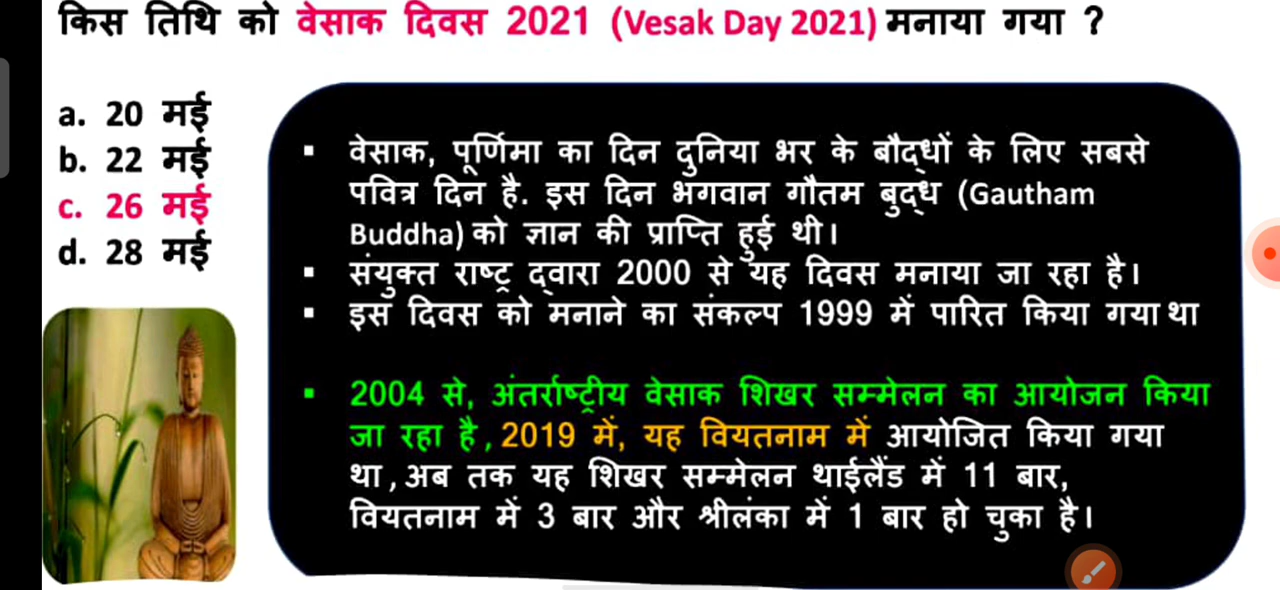 किस तिथि को वेसाक दिवस 2021 (Vesak Day 2021) मनाया गया ?
a. 20 मई
b. 22 मई
c. 26 मई
d. 28 मई
▪ वेसाक, पूर्णिमा का दिन दुनिया भर के बौद्धों के लिए सबसे
पवित्र दिन है. इस दिन भगवान गौतम बुद्ध (Gautham
Buddha) को ज्ञान की प्राप्ति हुई थी।
▪ संयुक्त राष्ट्र द्वारा 2000 से यह दिवस मनाया जा रहा है।
▪ इस दिवस को मनाने का संकल्प 1999 में पारित किया गया था
▪ 2004 से, अंतर्राष्ट्रीय वेसाक शिखर सम्मेलन का आयोजन किया
जा रहा है, 2019 में, यह वियतनाम में आयोजित किया गया
था,अब तक यह शिखर सम्मेलन थाईलैंड में 11 बार,
वियतनाम में 3 बार और श्रीलंका में 1 बार हो चुका है।